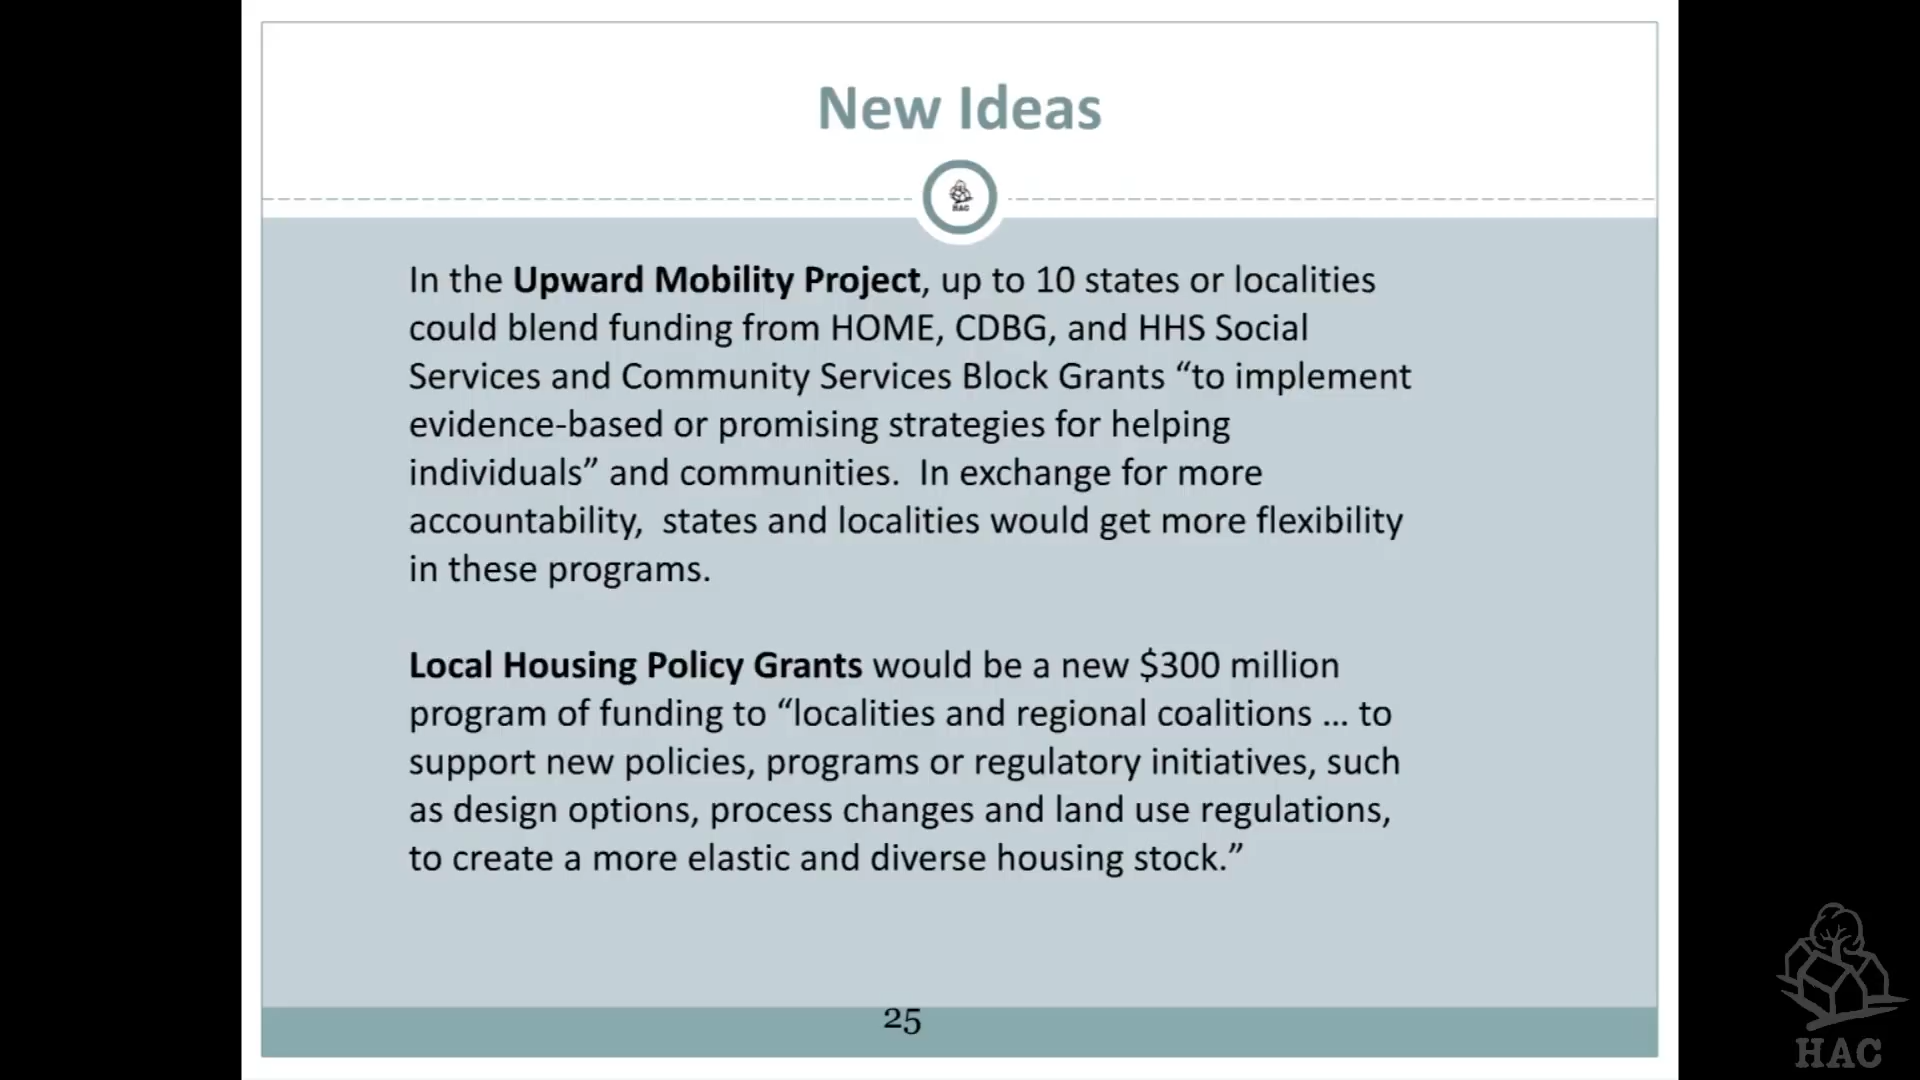 New Ideas
HAC
In the Upward Mobility Project, up to 10 states or localities
could blend funding from HOME, CDBG, and HHS Social
Services and Community Services Block Grants “to implement
evidence-based or promising strategies for helping
individuals” and communities.  In exchange for more
accountability,  states and localities would get more flexibility
in these programs.
Local Housing Policy Grants would be a new $300 million
program of funding to “localities and regional coalitions … to
support new policies, programs or regulatory initiatives, such
as design options, process changes and land use regulations,
to create a more elastic and diverse housing stock.”
25
HAC